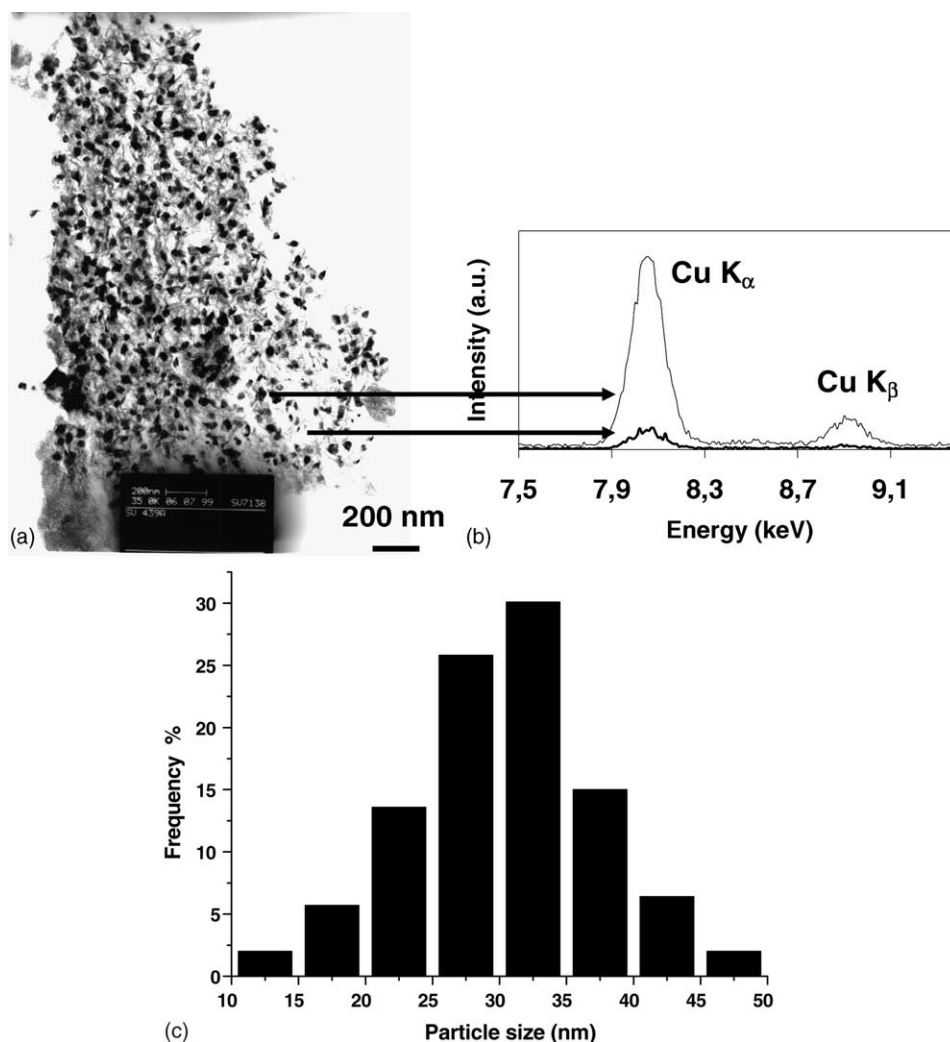 200nm
35.0K 06.07.99 SV7138
SV 439A
200 nm
(a)
Intensity (a.u.)
Cu Kα
Cu Kβ
7,5 7,9 8,3 8,7 9,1
Energy (keV)
(b)
Frequency %
30
25
20
15
10
5
0
10 15 20 25 30 35 40 45 50
Particle size (nm)
(c)